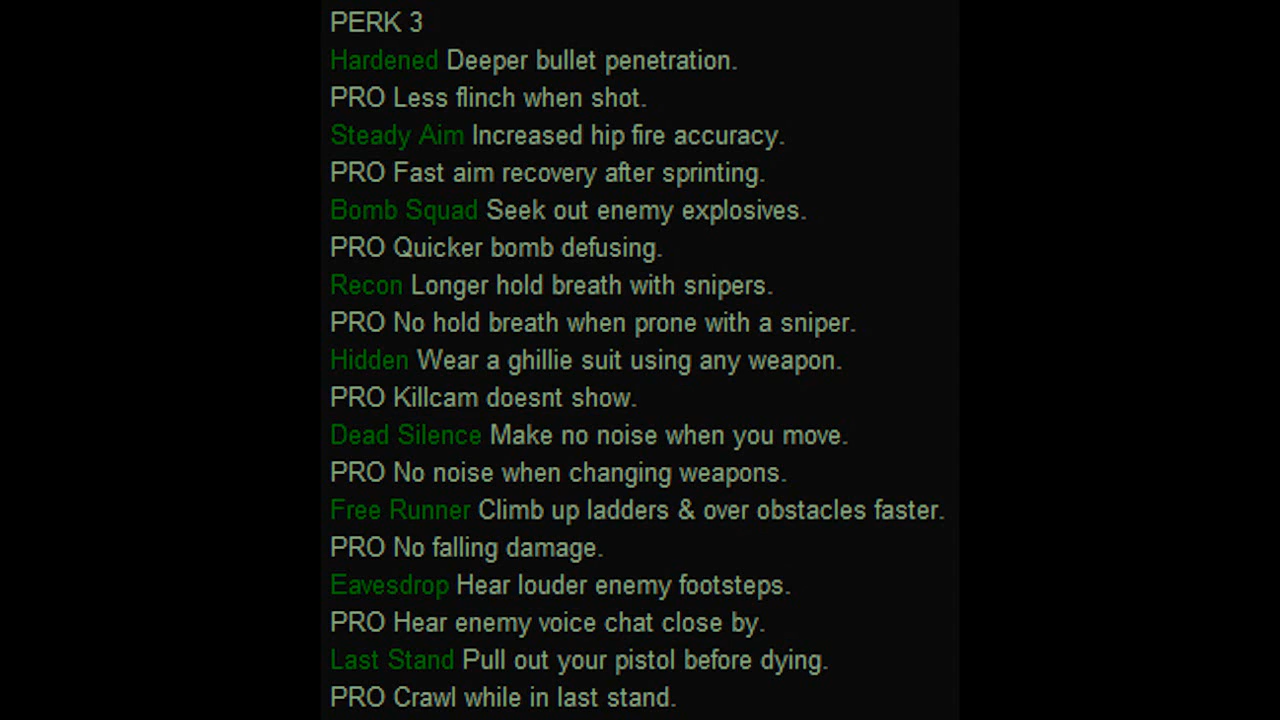 PERK 3
Hardened Deeper bullet penetration.
PRO Less flinch when shot.
Steady Aim Increased hip fire accuracy.
PRO Fast aim recovery after sprinting.
Bomb Squad Seek out enemy explosives.
PRO Quicker bomb defusing.
Recon Longer hold breath with snipers.
PRO No hold breath when prone with a sniper.
Hidden Wear a ghillie suit using any weapon.
PRO Killcam doesnt show.
Dead Silence Make no noise when you move.
PRO No noise when changing weapons.
Free Runner Climb up ladders & over obstacles faster.
PRO No falling damage.
Eavesdrop Hear louder enemy footsteps.
PRO Hear enemy voice chat close by.
Last Stand Pull out your pistol before dying.
PRO Crawl while in last stand.